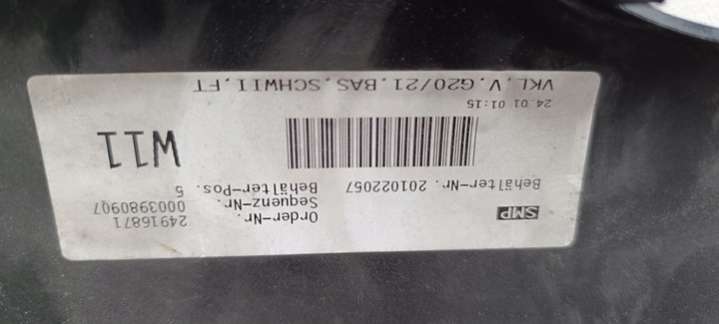 SMP
Order-Nr. 24916871
Sequenz-Nr. 0003980907
Behälter-Nr. 201022057 Behälter-Pos. 5
W11
24 01 01:15
VKL.V.G20/21.BAS.SCHWII.FT